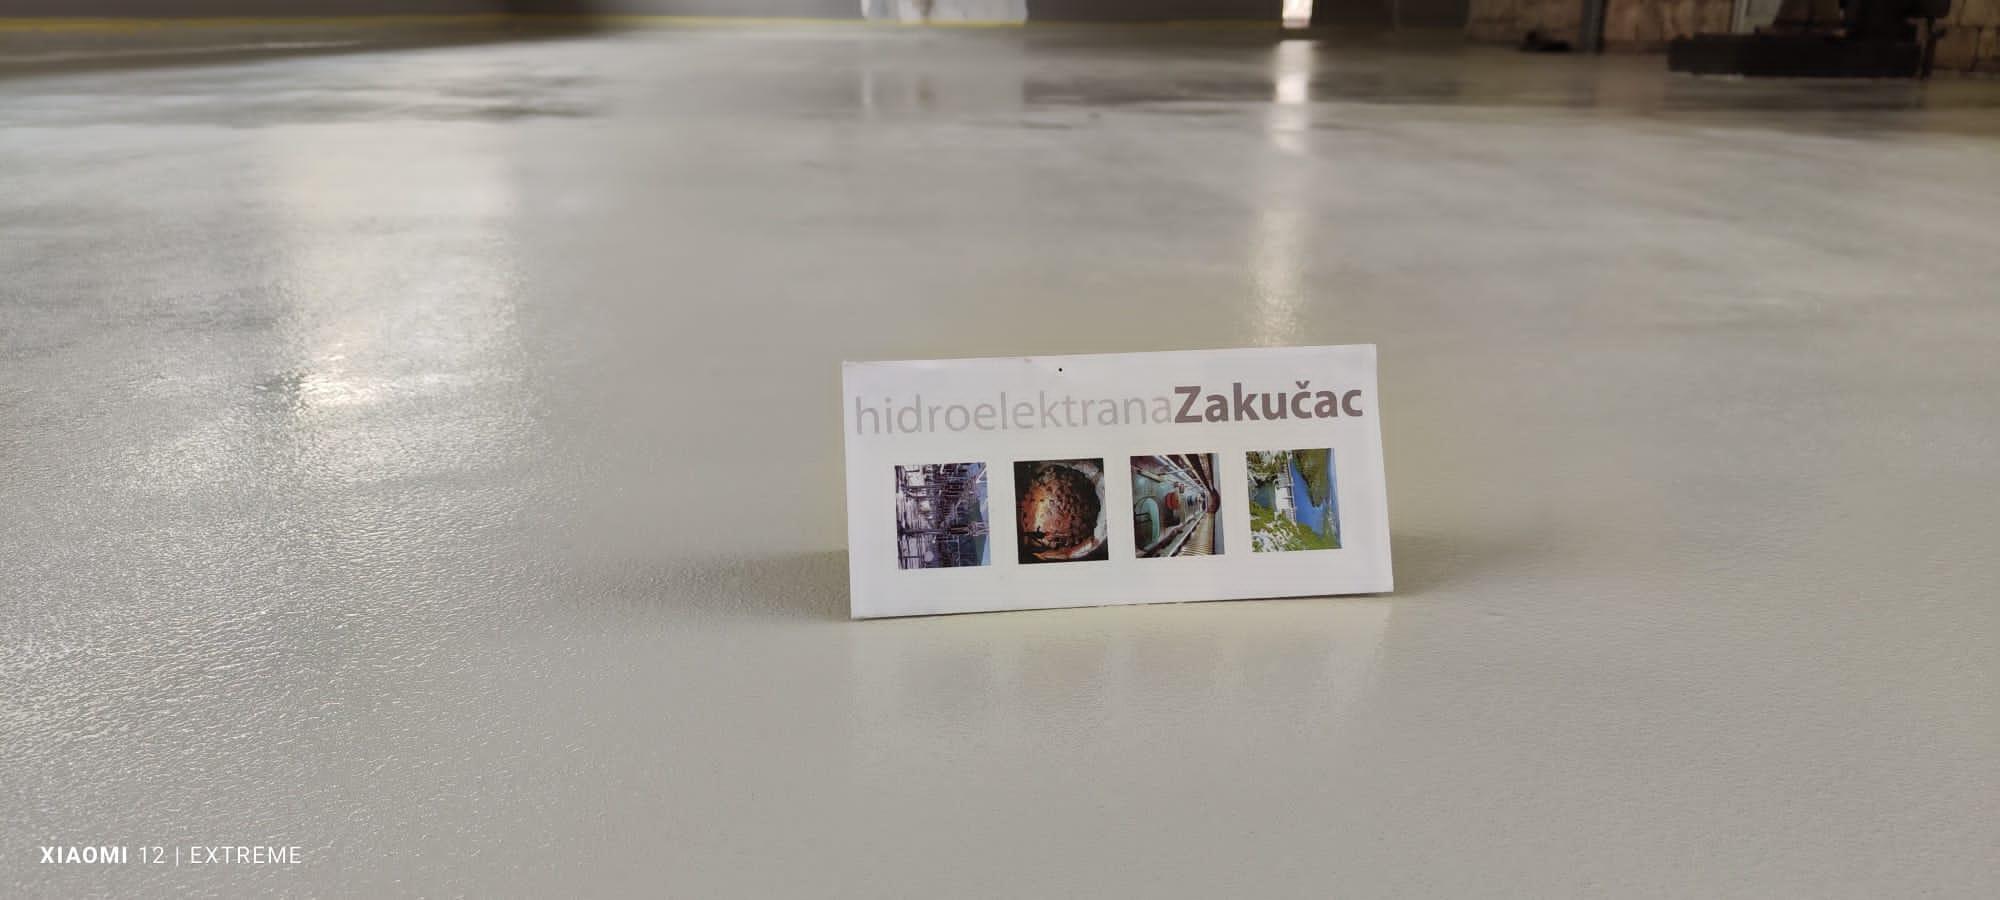 hidroelektranaZakučac
XIAOMI 12 | EXTREME